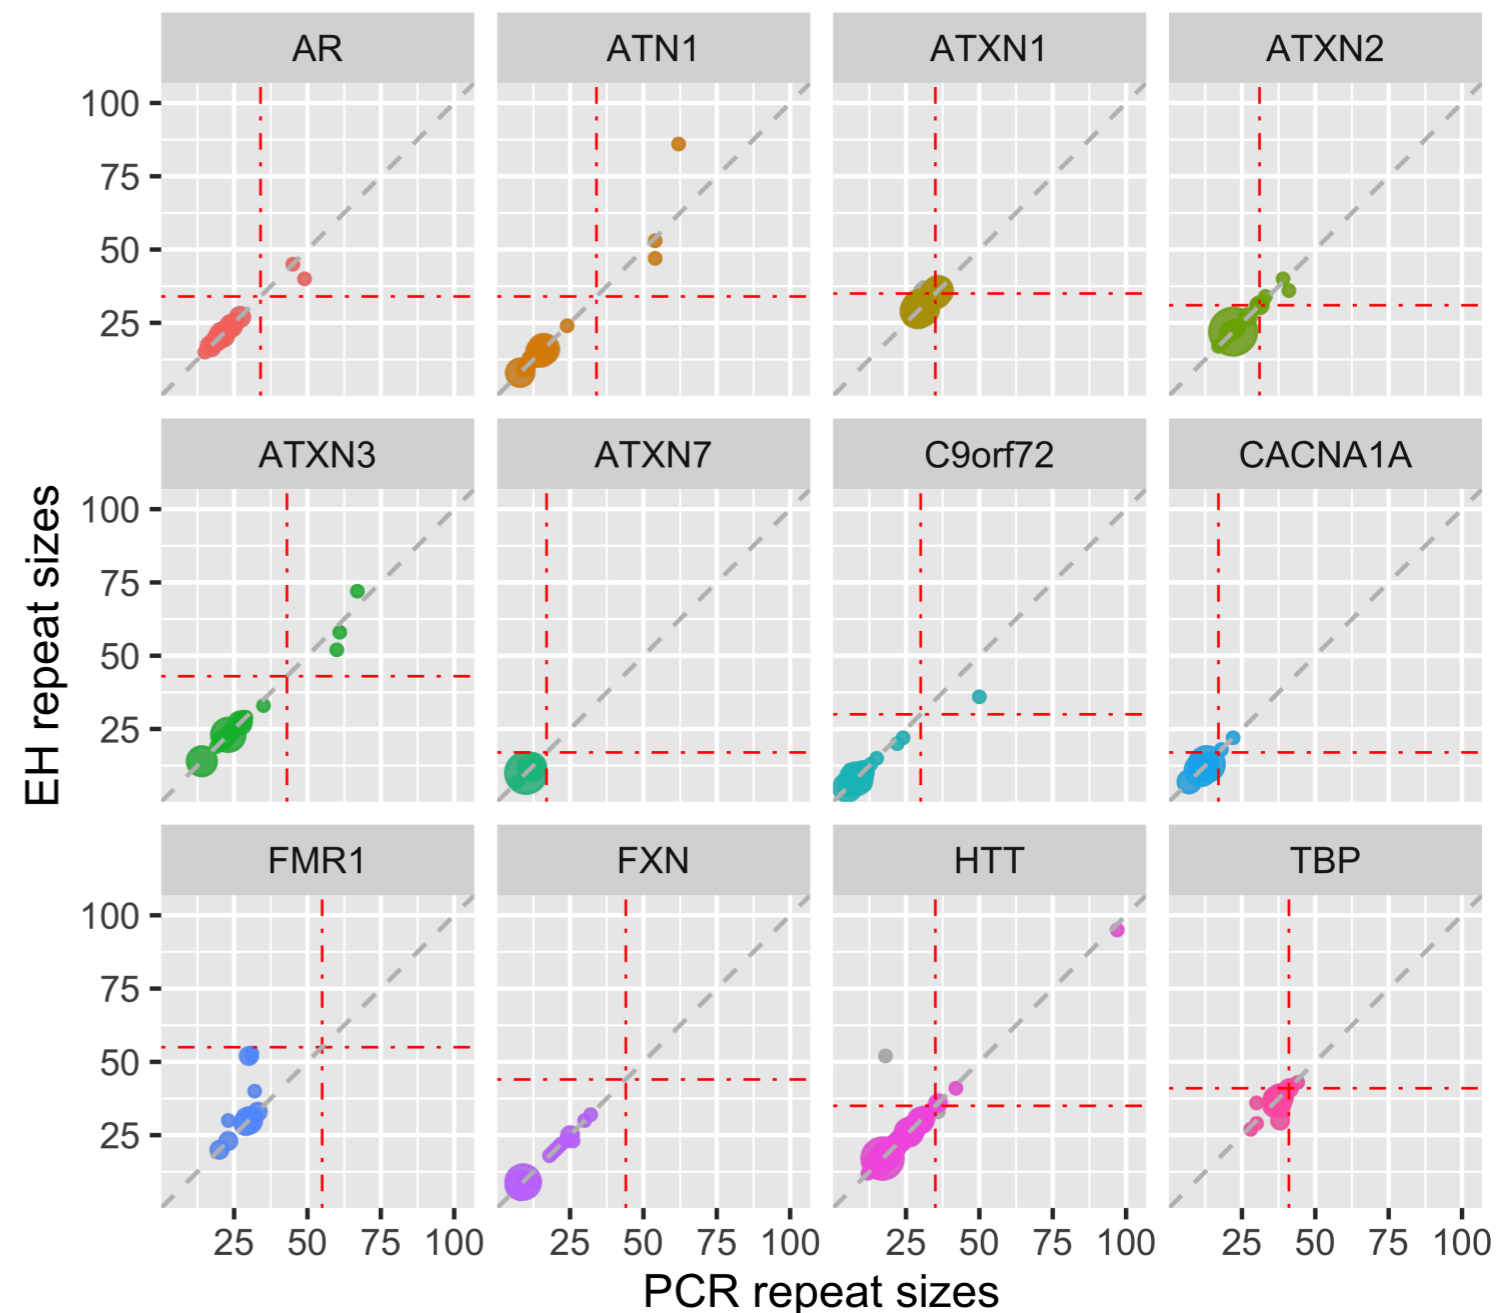 AR ATN1 ATXN1 ATXN2
100
75
50
25
ATXN3 ATXN7 C9orf72 CACNA1A
100
75
50
25
EH repeat sizes
FMR1 FXN HTT TBP
100
75
50
25
25 50 75 100 25 50 75 100 25 50 75 100 25 50 75 100
PCR repeat sizes